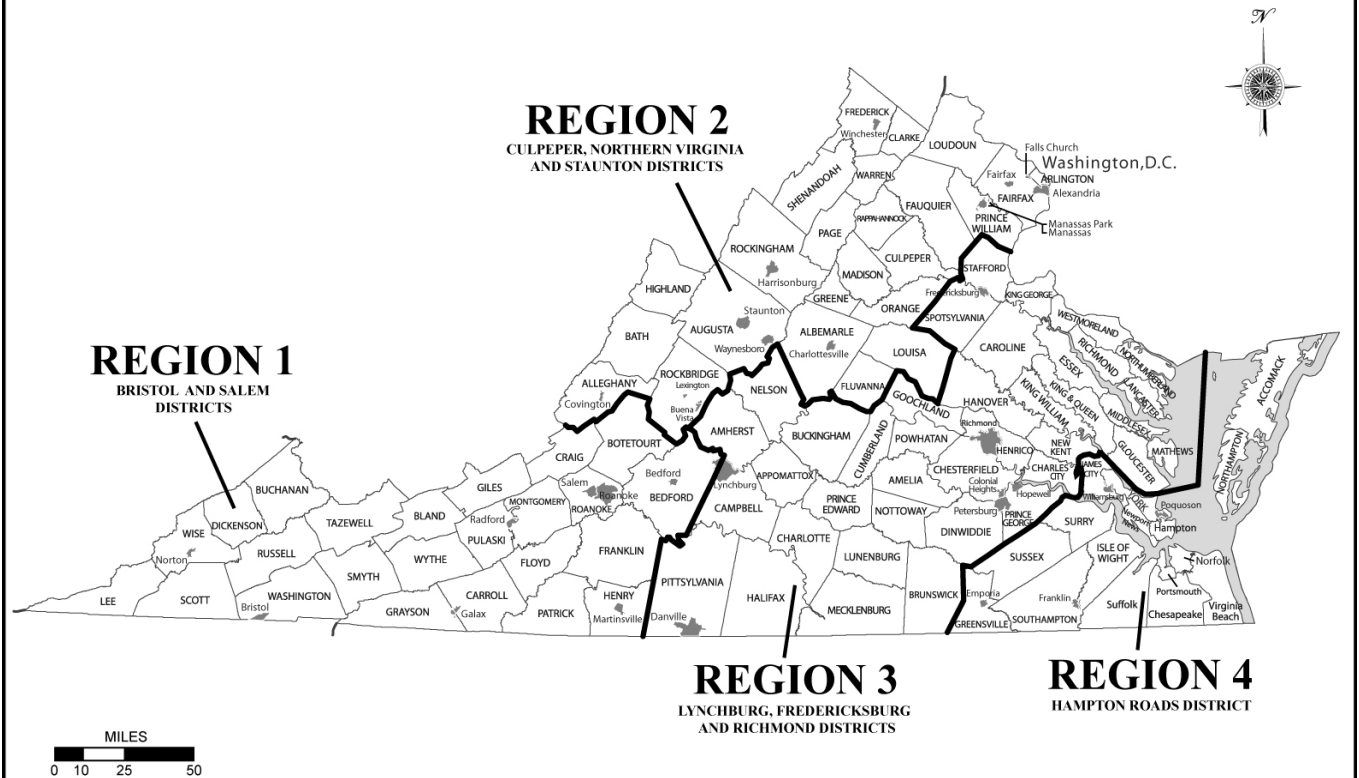 N
REGION 2
CULPEPER, NORTHERN VIRGINIA
AND STAUNTON DISTRICTS
REGION 1
BRISTOL AND SALEM
DISTRICTS
FREDERICK
Winchester
CLARKE
LOUDOUN
Falls Church
Washington,D.C.
ARLINGTON
Fairfax
FAIRFAX
Alexandria
SHENANDOAH
WARREN
FAUQUIER
RAPPAHANNOCK
PRINCE
WILLIAM
Manassas Park
Manassas
PAGE
ROCKINGHAM
Harrisonburg
CULPEPER
MADISON
STAFFORD
HIGHLAND
GREENE
ORANGE
Fredericksburg
KING GEORGE
SPOTSYLVANIA
WESTMORELAND
AUGUSTA
Staunton
Waynesboro
ALBEMARLE
Charlottesville
BATH
LOUISA
CAROLINE
RICHMOND
NORTHUMBERLAND
ESSEX
LANCASTER
ACCOMACK
ROCKBRIDGE
Lexington
Buena
Vista
ALLEGHANY
Covington
NELSON
FLUVANNA
GOOCHLAND
HANOVER
KING WILLIAM
KING & QUEEN
MIDDLESEX
MATHEWS
GLOUCESTER
NORTHAMPTON
AMHERST
BUCKINGHAM
CUMBERLAND
POWHATAN
Richmond
HENRICO
NEW
KENT
CHARLES
CITY
JAMES
CITY
Williamsburg
YORK
Poquoson
Newport
News
Hampton
BOTETOURT
CRAIG
Bedford
BEDFORD
Lynchburg
APPOMATTOX
AMELIA
CHESTERFIELD
Colonial
Heights
Hopewell
Petersburg
PRINCE
GEORGE
SURRY
GILES
Salem
Roanoke
ROANOKE
MONTGOMERY
Radford
CAMPBELL
PRINCE
EDWARD
NOTTOWAY
DINWIDDIE
SUSSEX
ISLE OF
WIGHT
Norfolk
Portsmouth
BUCHANAN
DICKENSON
WISE
Norton
TAZEWELL
BLAND
PULASKI
FLOYD
FRANKLIN
CHARLOTTE
LUNENBURG
RUSSELL
WYTHE
SMYTH
PITTSYLVANIA
HALIFAX
MECKLENBURG
BRUNSWICK
Emporia
GREENSVILLE
Franklin
SOUTHAMPTON
Suffolk
Chesapeake
Virginia
Beach
LEE
SCOTT
WASHINGTON
Bristol
GRAYSON
CARROLL
Galax
PATRICK
HENRY
Martinsville
Danville
REGION 3
LYNCHBURG, FREDERICKSBURG
AND RICHMOND DISTRICTS
REGION 4
HAMPTON ROADS DISTRICT
MILES
0 10 25 50